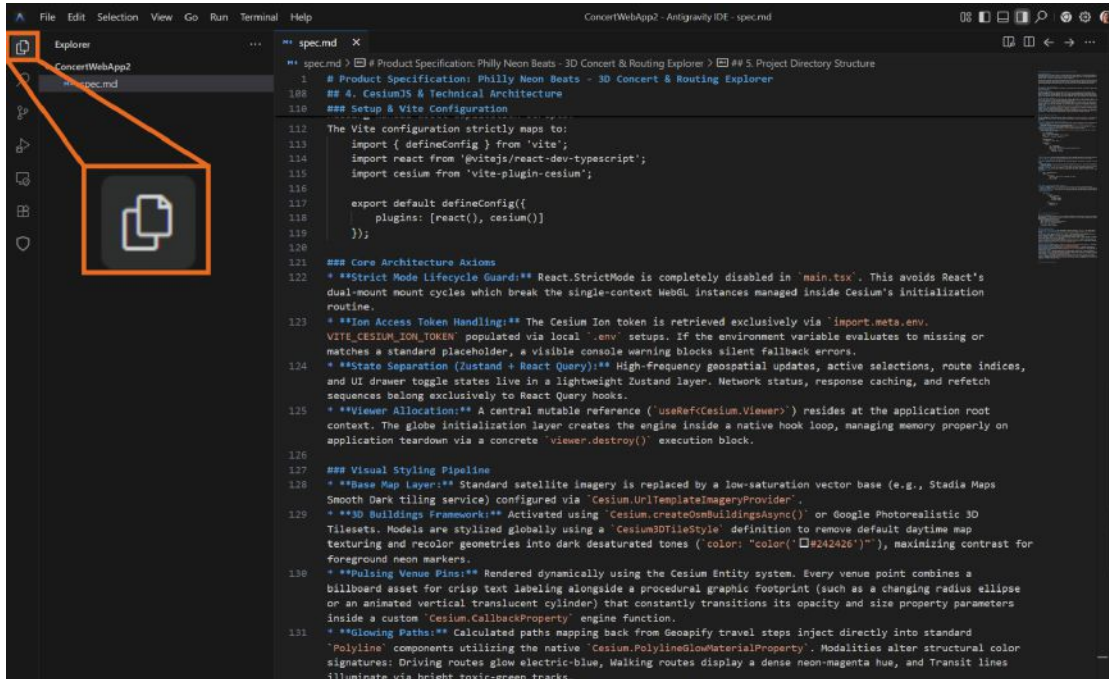 File Edit Selection View Go Run Terminal Help
ConcertWebApp2 - Antigravity IDE - spec.md
Explorer
ConcertWebApp2
spec.md
spec.md
spec.md > # Product Specification: Philly Neon Beats - 3D Concert & Routing Explorer > ## 5. Project Directory Structure
1 # Product Specification: Philly Neon Beats - 3D Concert & Routing Explorer
108 ## 4. CesiumJS & Technical Architecture
110 ### Setup & Vite Configuration
112 The Vite configuration strictly maps to:
113 import { defineConfig } from 'vite';
114 import react from '@vitejs/react-dev-typescript';
115 import cesium from 'vite-plugin-cesium';
116
117 export default defineConfig({
118 plugins: [react(), cesium()]
119 });
120
121 ### Core Architecture Axioms
122 * **Strict Mode Lifecycle Guard:** React.StrictMode is completely disabled in `main.tsx`. This avoids React's
dual-mount mount cycles which break the single-context WebGL instances managed inside Cesium's initialization
routine.
123 * **Ion Access Token Handling:** The Cesium Ion token is retrieved exclusively via `import.meta.env.
VITE_CESIUM_ION_TOKEN` populated via local `.env` setups. If the environment variable evaluates to missing or
matches a standard placeholder, a visible console warning blocks silent fallback errors.
124 * **State Separation (Zustand + React Query):** High-frequency geospatial updates, active selections, route indices,
and UI drawer toggle states live in a lightweight Zustand layer. Network status, response caching, and refetch
sequences belong exclusively to React Query hooks.
125 * **Viewer Allocation:** A central mutable reference (`useRef<Cesium.Viewer>`) resides at the application root
context. The globe initialization layer creates the engine inside a native hook loop, managing memory properly on
application teardown via a concrete `viewer.destroy()` execution block.
126
127 ### Visual Styling Pipeline
128 * **Base Map Layer:** Standard satellite imagery is replaced by a low-saturation vector base (e.g., Stadia Maps
Smooth Dark tiling service) configured via `Cesium.UrlTemplateImageryProvider`.
129 * **3D Buildings Framework:** Activated using `Cesium.createOsmBuildingsAsync()` or Google Photorealistic 3D
Tilesets. Models are stylized globally using a `Cesium3DTileStyle` definition to remove default daytime map
texturing and recolor geometries into dark desaturated tones (`color: "color('#242426')"`), maximizing contrast for
foreground neon markers.
130 * **Pulsing Venue Pins:** Rendered dynamically using the Cesium Entity system. Every venue point combines a
billboard asset for crisp text labeling alongside a procedural graphic footprint (such as a changing radius ellipse
or an animated vertical translucent cylinder) that constantly transitions its opacity and size property parameters
inside a custom `Cesium.CallbackProperty` engine function.
131 * **Glowing Paths:** Calculated paths mapping back from Geoapify travel steps inject directly into standard
`Polyline` components utilizing the native `Cesium.PolylineGlowMaterialProperty`. Modalities alter structural color
signatures: Driving routes glow electric-blue, Walking routes display a dense neon-magenta hue, and Transit lines
illuminate via bright toxic-green tracks.